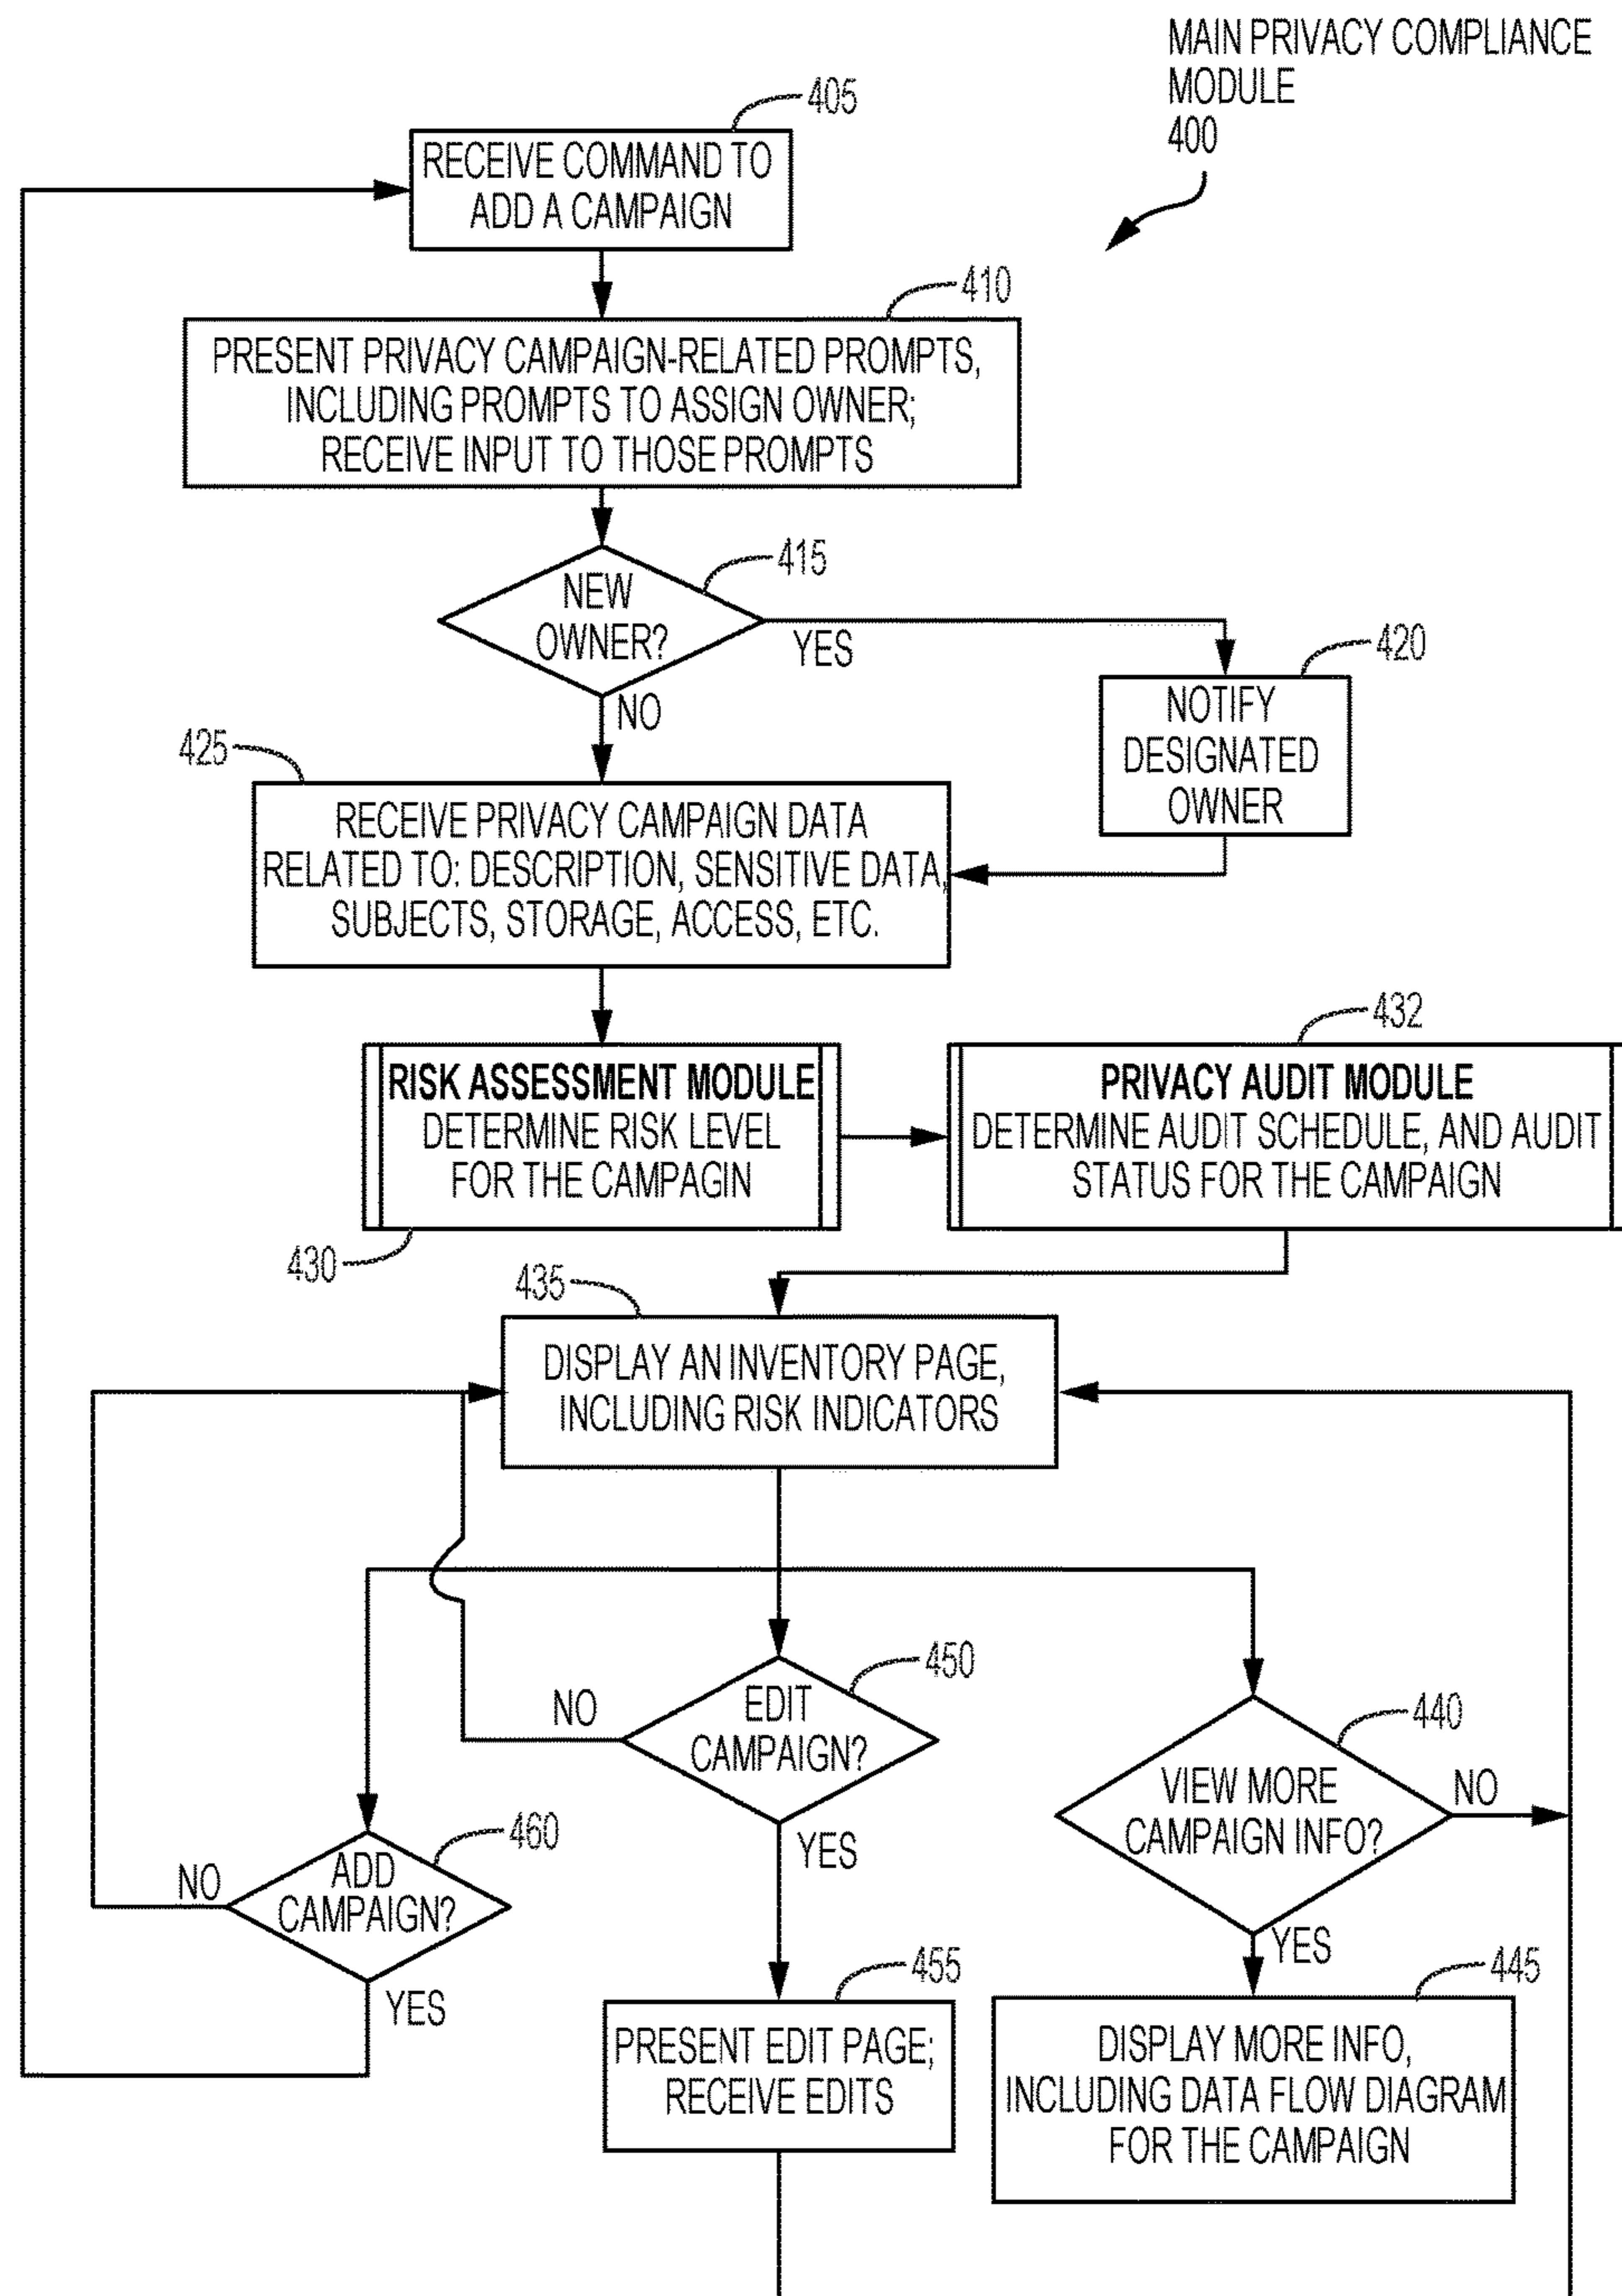 MAIN PRIVACY COMPLIANCE
MODULE
400
405
RECEIVE COMMAND TO
ADD A CAMPAIGN
410
PRESENT PRIVACY CAMPAIGN-RELATED PROMPTS,
INCLUDING PROMPTS TO ASSIGN OWNER;
RECEIVE INPUT TO THOSE PROMPTS
415
NEW
OWNER?
YES
NO
420
NOTIFY
DESIGNATED
OWNER
425
RECEIVE PRIVACY CAMPAIGN DATA
RELATED TO: DESCRIPTION, SENSITIVE DATA,
SUBJECTS, STORAGE, ACCESS, ETC.
RISK ASSESSMENT MODULE
DETERMINE RISK LEVEL
FOR THE CAMPAGIN
430
432
PRIVACY AUDIT MODULE
DETERMINE AUDIT SCHEDULE, AND AUDIT
STATUS FOR THE CAMPAIGN
435
DISPLAY AN INVENTORY PAGE,
INCLUDING RISK INDICATORS
450
EDIT
CAMPAIGN?
NO
YES
440
VIEW MORE
CAMPAIGN INFO?
NO
YES
460
ADD
CAMPAIGN?
NO
YES
455
PRESENT EDIT PAGE;
RECEIVE EDITS
445
DISPLAY MORE INFO,
INCLUDING DATA FLOW DIAGRAM
FOR THE CAMPAIGN